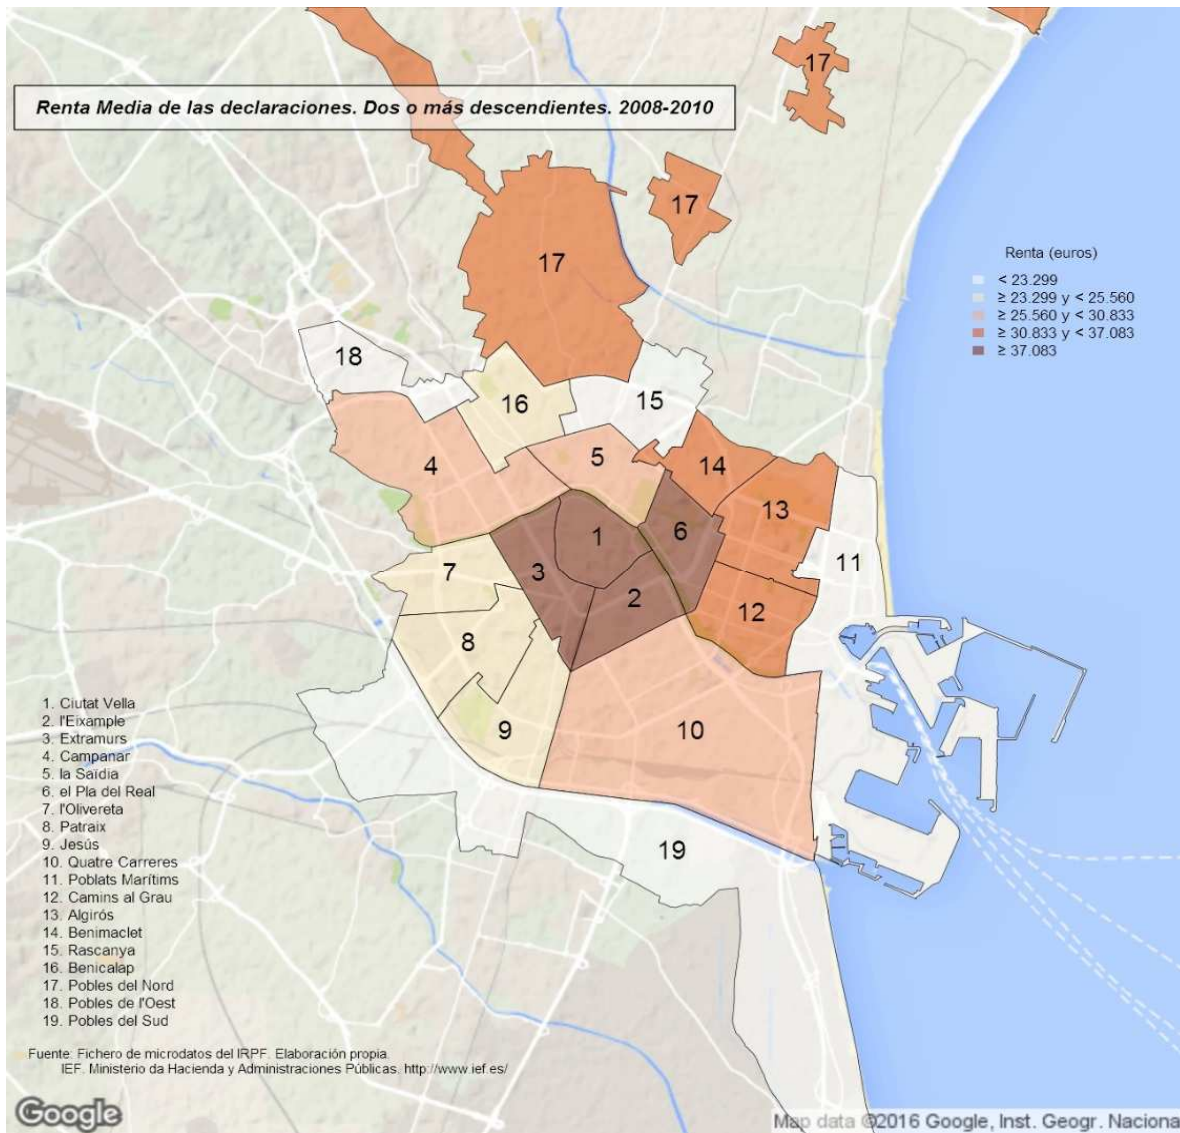 Renta Media de las declaraciones. Dos o más descendientes. 2008-2010
17
17
17
Renta (euros)
< 23.299
≥ 23.299 y < 25.560
≥ 25.560 y < 30.833
≥ 30.833 y < 37.083
≥ 37.083
18
16
15
4
5
14
13
1
6
3
11
7
2
12
8
9
10
19
1. Ciutat Vella
2. l'Eixample
3. Extramurs
4. Campanar
5. la Saïdia
6. el Pla del Real
7. l'Olivereta
8. Patraix
9. Jesús
10. Quatre Carreres
11. Poblats Marítims
12. Camins al Grau
13. Algirós
14. Benimaclet
15. Rascanya
16. Benicalap
17. Pobles del Nord
18. Pobles de l'Oest
19. Pobles del Sud
Fuente: Fichero de microdatos del IRPF. Elaboración propia.
IEF. Ministerio da Hacienda y Administraciones Públicas. http://www.ief.es/
Google
Map data ©2016 Google, Inst. Geogr. Naciona